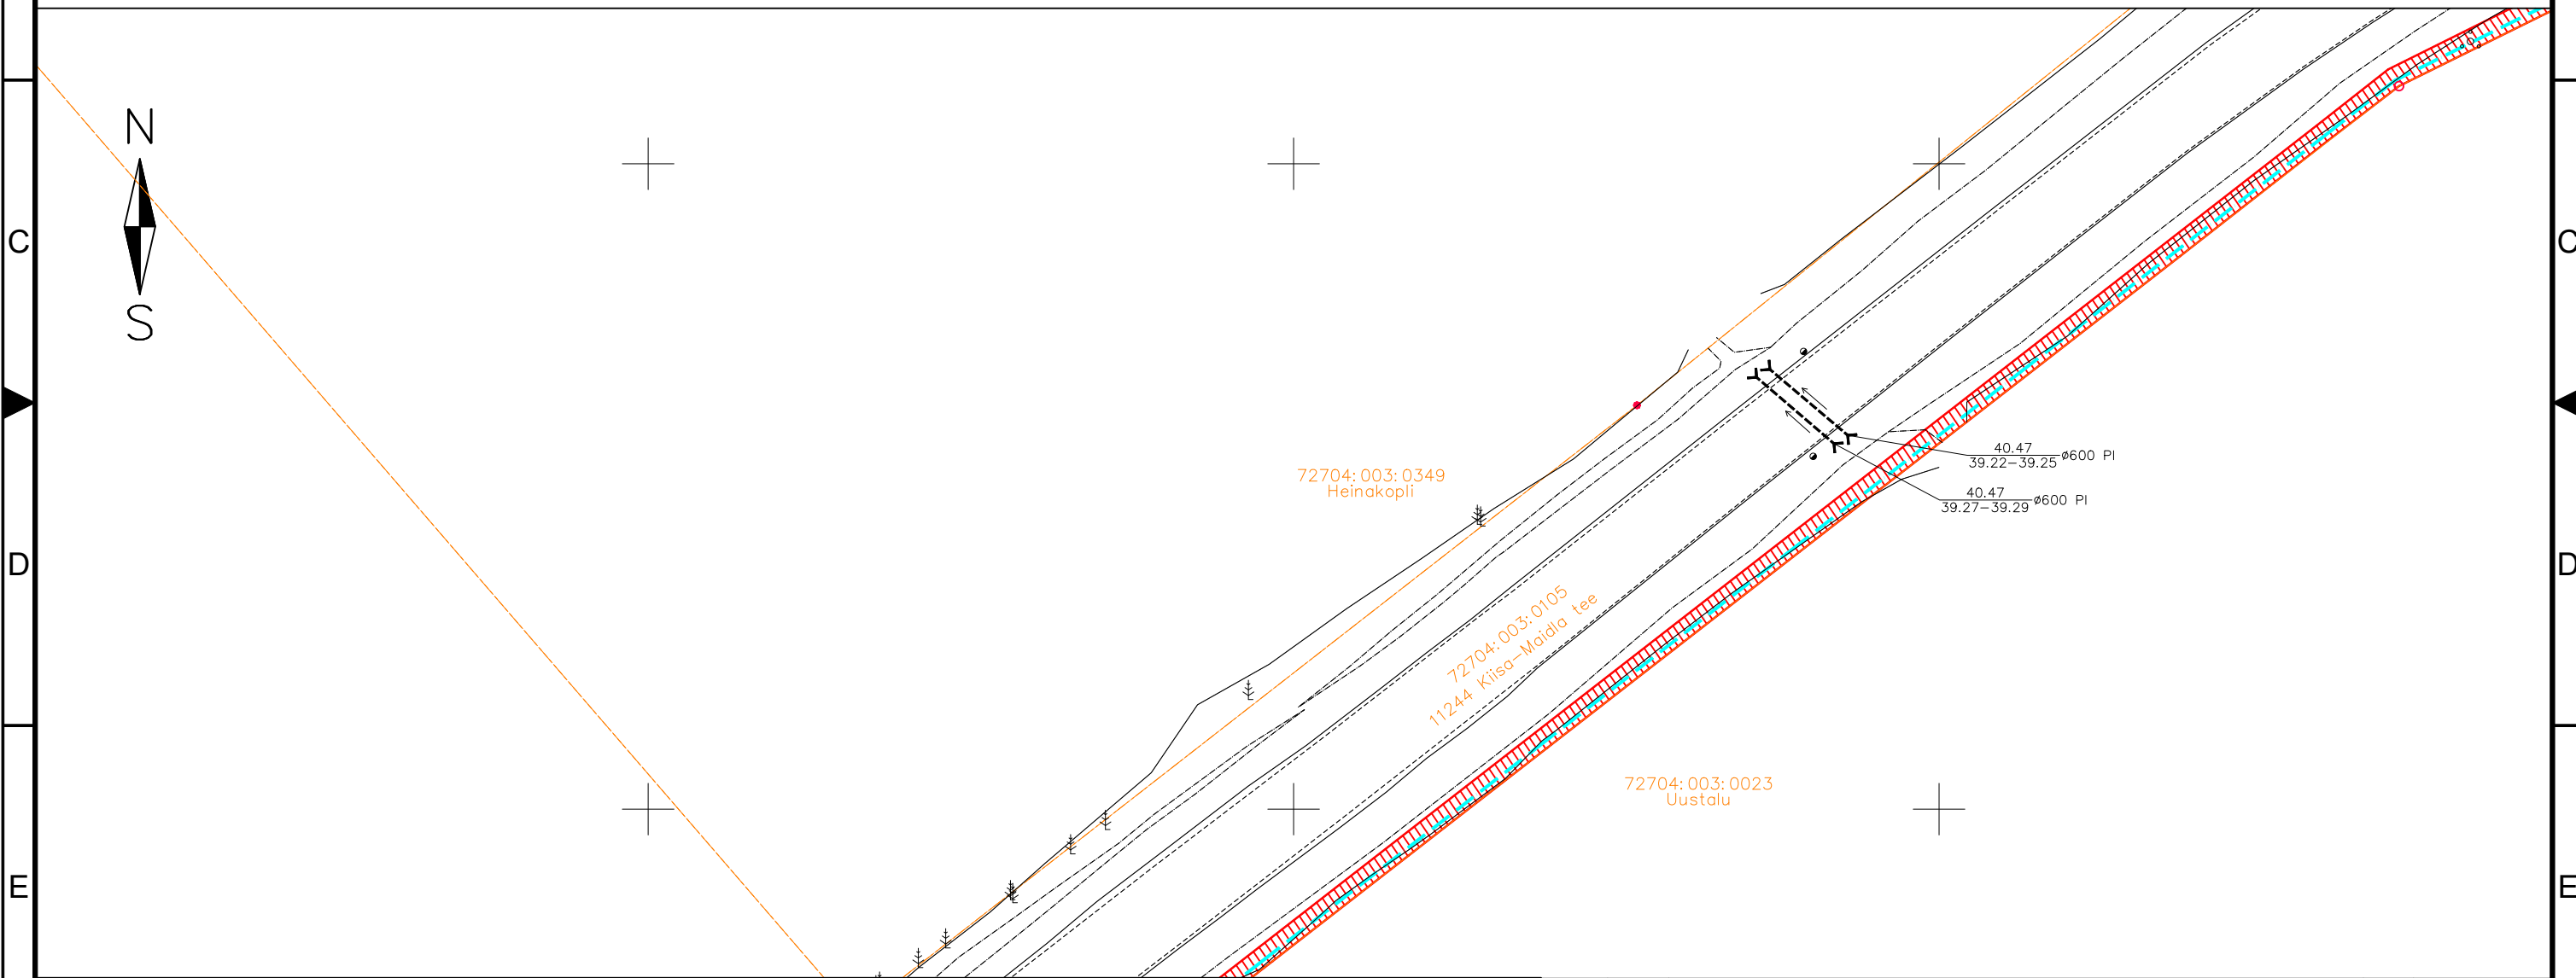 N
S
C
C
D
D
E
E
72704:003:0349
Heinakopli
40.47
39.22-39.25
ø600 PI
40.47
39.27-39.29
ø600 PI
72704:003:0105
11244 Kiisa-Maidla tee
72704:003:0023
Uustalu